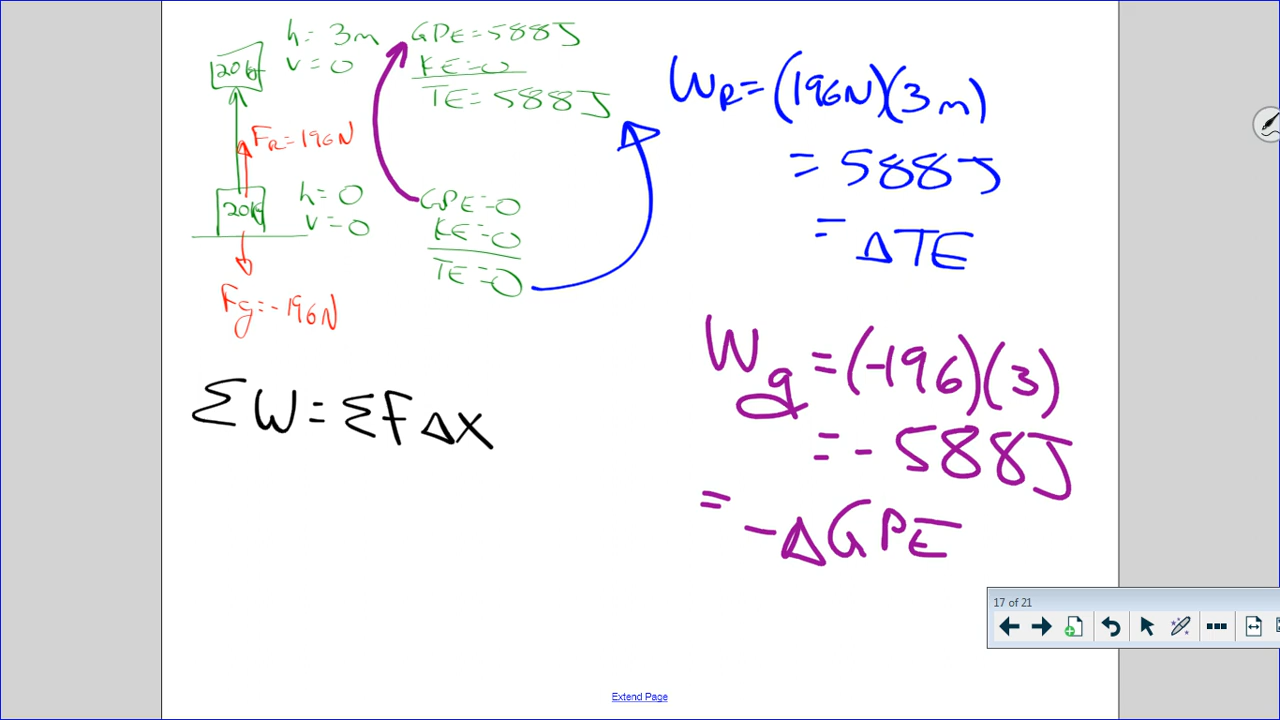 h= 3m
v= 0
20kg
GPE=588J
KE=0
TE=588J
FR=196N
20kg
h=0
v=0
GPE=0
KE=0
TE=0
Fg=-196N
ΣW=ΣFΔX
WR=(196N)(3m)
=588J
=ΔTE
Wg=(-196)(3)
=-588J
=-ΔGPE
17 of 21
Extend Page